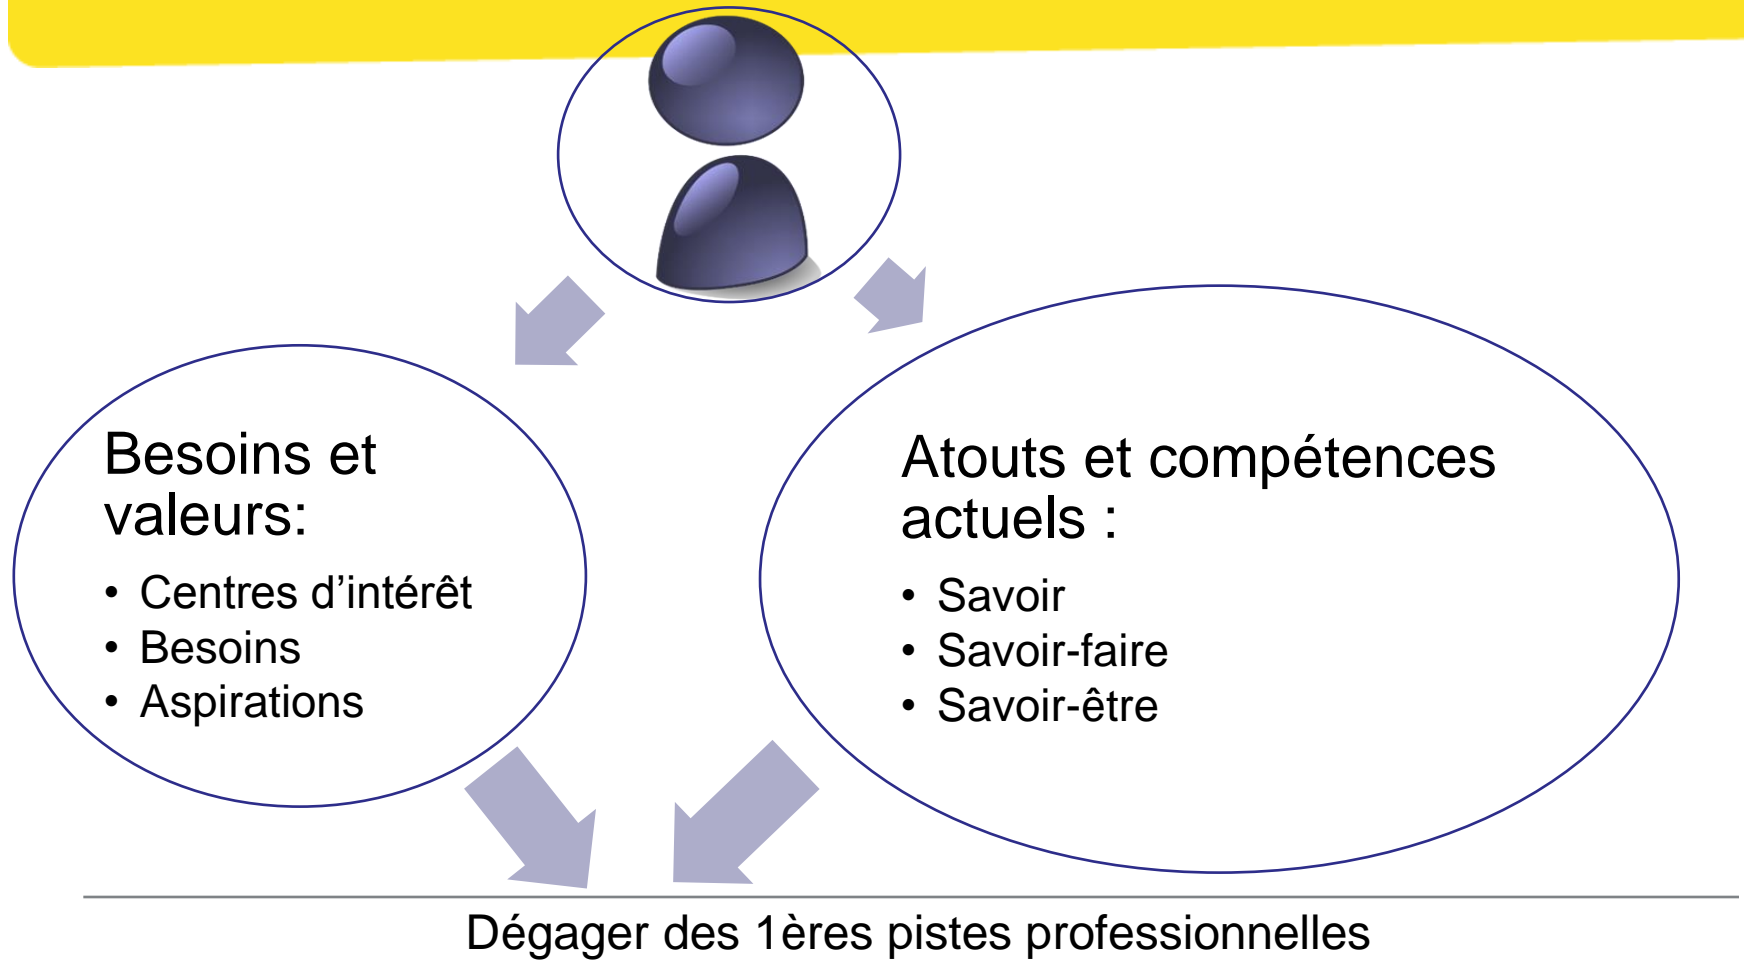 Besoins et
valeurs:
• Centres d’intérêt
• Besoins
• Aspirations
Atouts et compétences
actuels :
• Savoir
• Savoir-faire
• Savoir-être
Dégager des 1ères pistes professionnelles